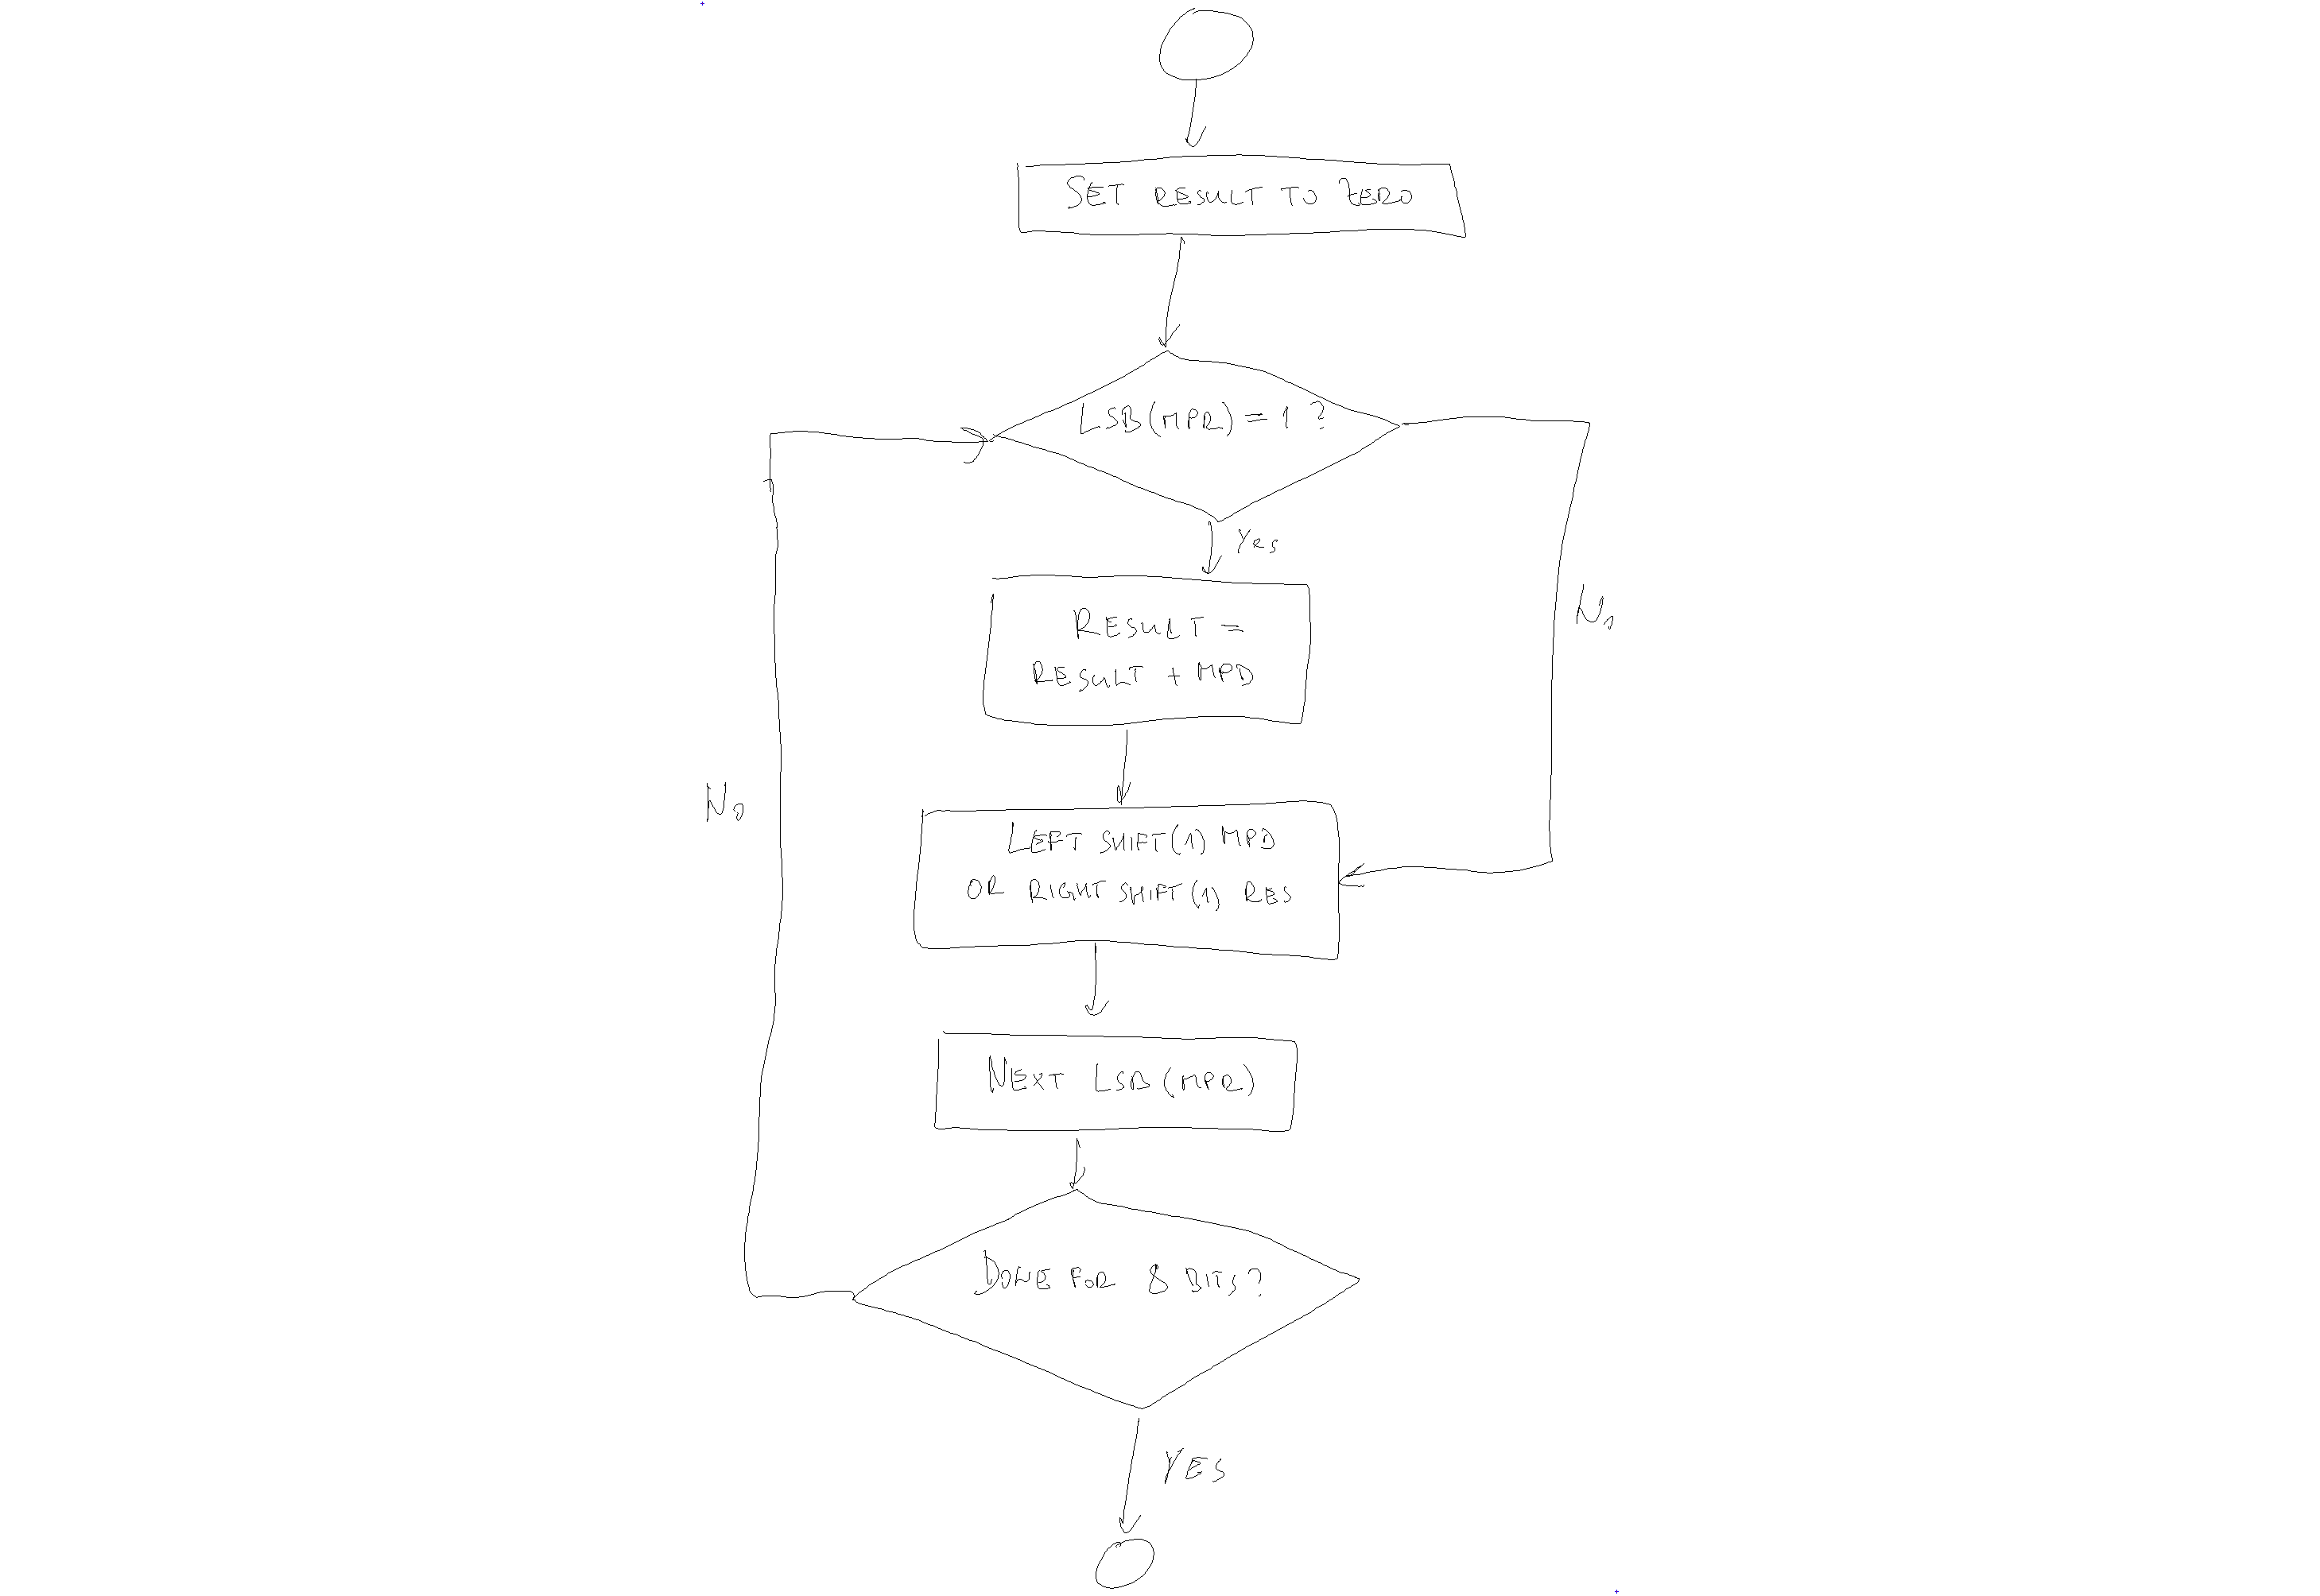 SET RESULT TO ZERO
LSB(MPR) = 1 ?
Yes
No
RESULT =
RESULT + MPD
No
LEFT SHIFT(1) MPD
OR RIGHT SHIFT(1) RES
NEXT LSB(MPR)
DONE FOR 8 BITS?
YES